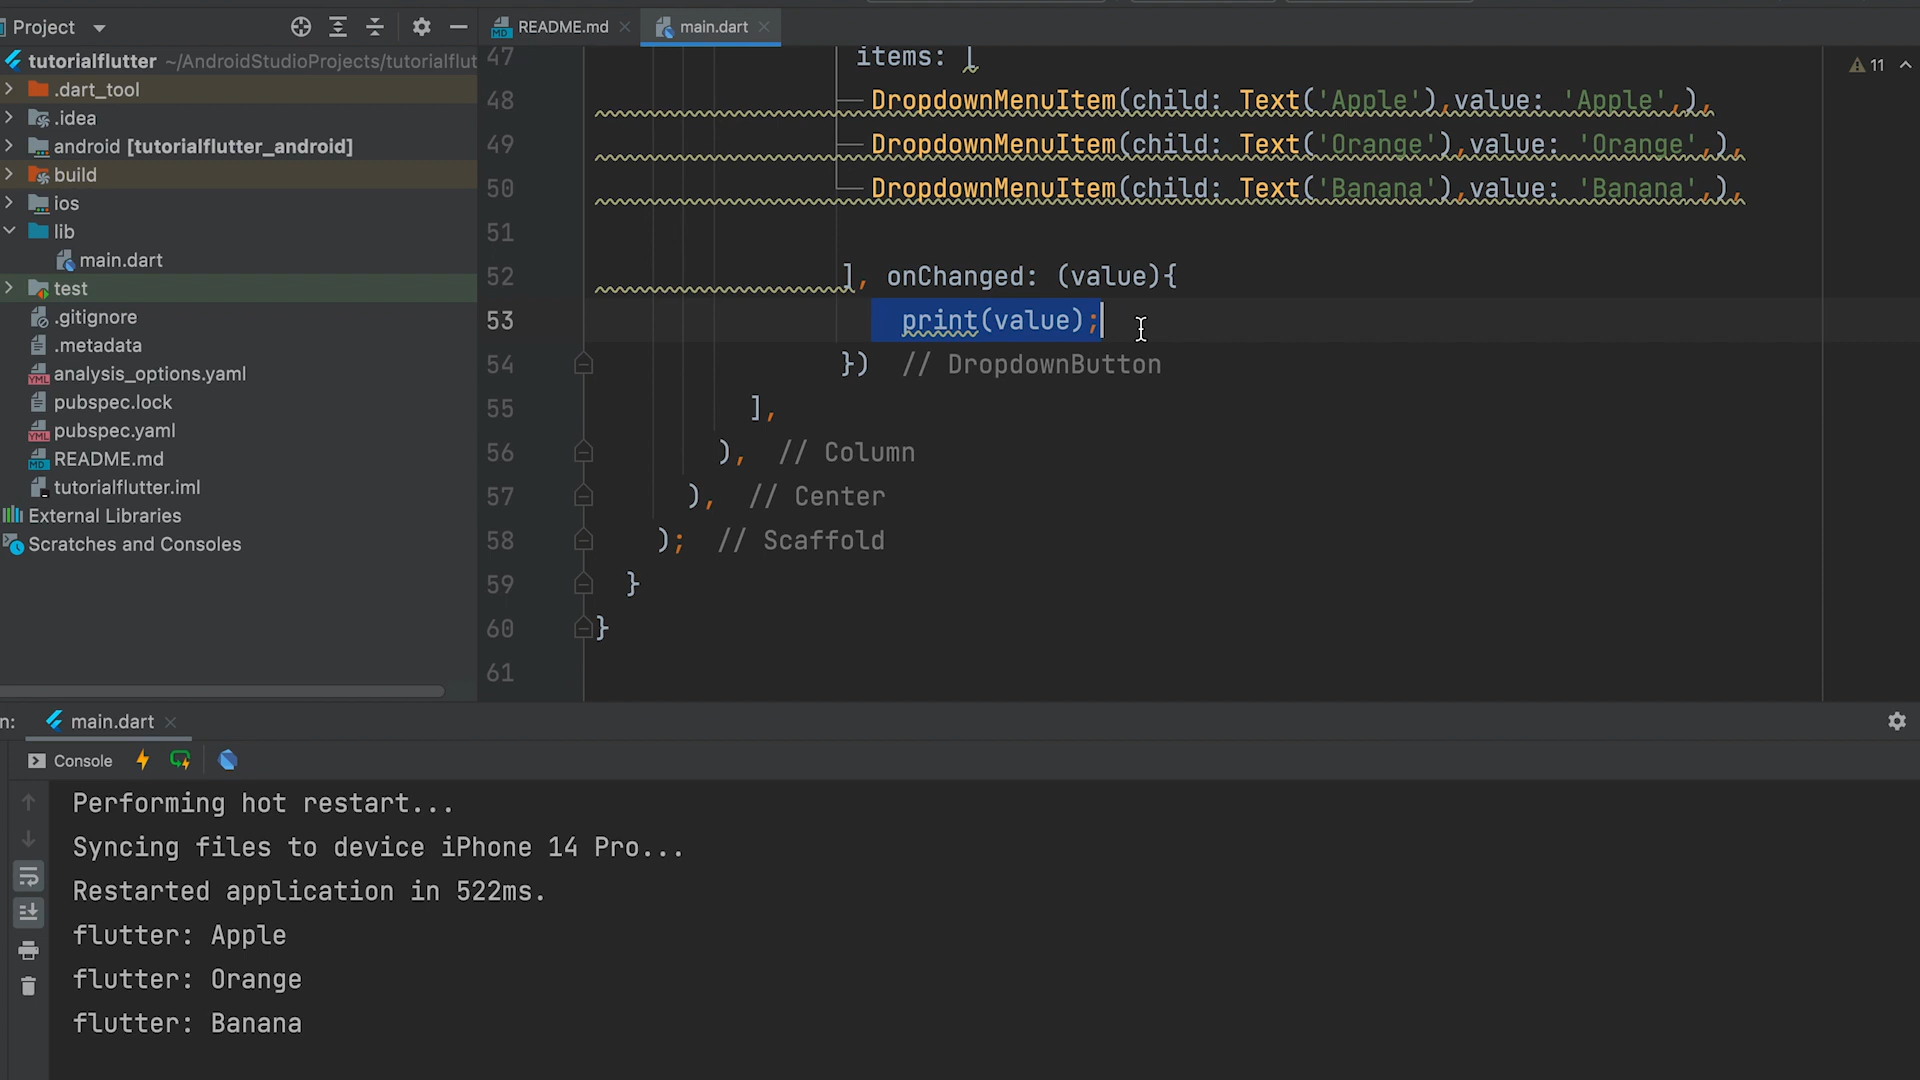 Project
tutorialflutter ~/AndroidStudioProjects/tutorialflut
.dart_tool
.idea
android [tutorialflutter_android]
build
ios
lib
main.dart
test
.gitignore
.metadata
analysis_options.yaml
pubspec.lock
pubspec.yaml
README.md
tutorialflutter.iml
External Libraries
Scratches and Consoles
README.md
main.dart
11
47 items: [
48 DropdownMenuItem(child: Text('Apple'),value: 'Apple',),
49 DropdownMenuItem(child: Text('Orange'),value: 'Orange',),
50 DropdownMenuItem(child: Text('Banana'),value: 'Banana',),
51
52 ], onChanged: (value){
53 print(value);
54 }) // DropdownButton
55 ],
56 ), // Column
57 ), // Center
58 ); // Scaffold
59 }
60 }
61
n: main.dart
Console
Performing hot restart...
Syncing files to device iPhone 14 Pro...
Restarted application in 522ms.
flutter: Apple
flutter: Orange
flutter: Banana